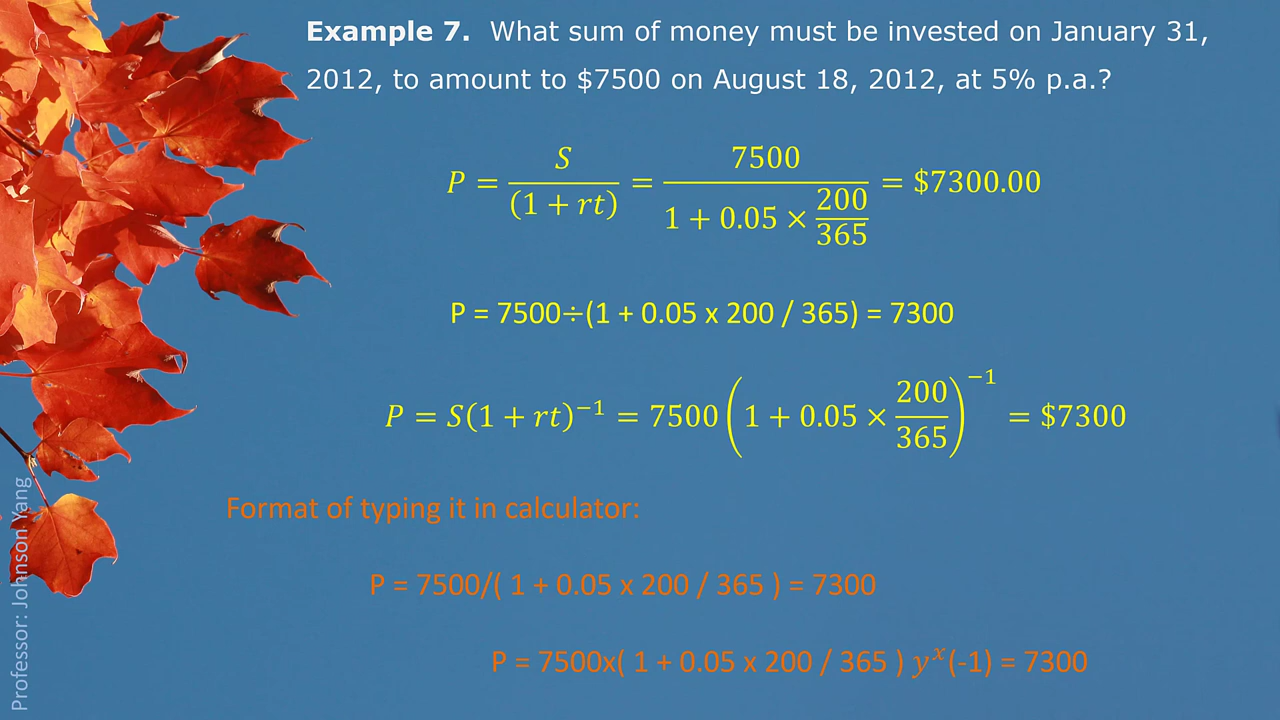 Example 7. What sum of money must be invested on January 31,
2012, to amount to $7500 on August 18, 2012, at 5% p.a.?
P = S / (1 + rt) = 7500 / (1 + 0.05 × 200/365) = $7300.00
P = 7500÷(1 + 0.05 x 200 / 365) = 7300
P = S(1 + rt)⁻¹ = 7500 (1 + 0.05 × 200/365)⁻¹ = $7300
Format of typing it in calculator:
P = 7500/( 1 + 0.05 x 200 / 365 ) = 7300
P = 7500x( 1 + 0.05 x 200 / 365 ) yˣ(-1) = 7300
Professor: Johnson Yang